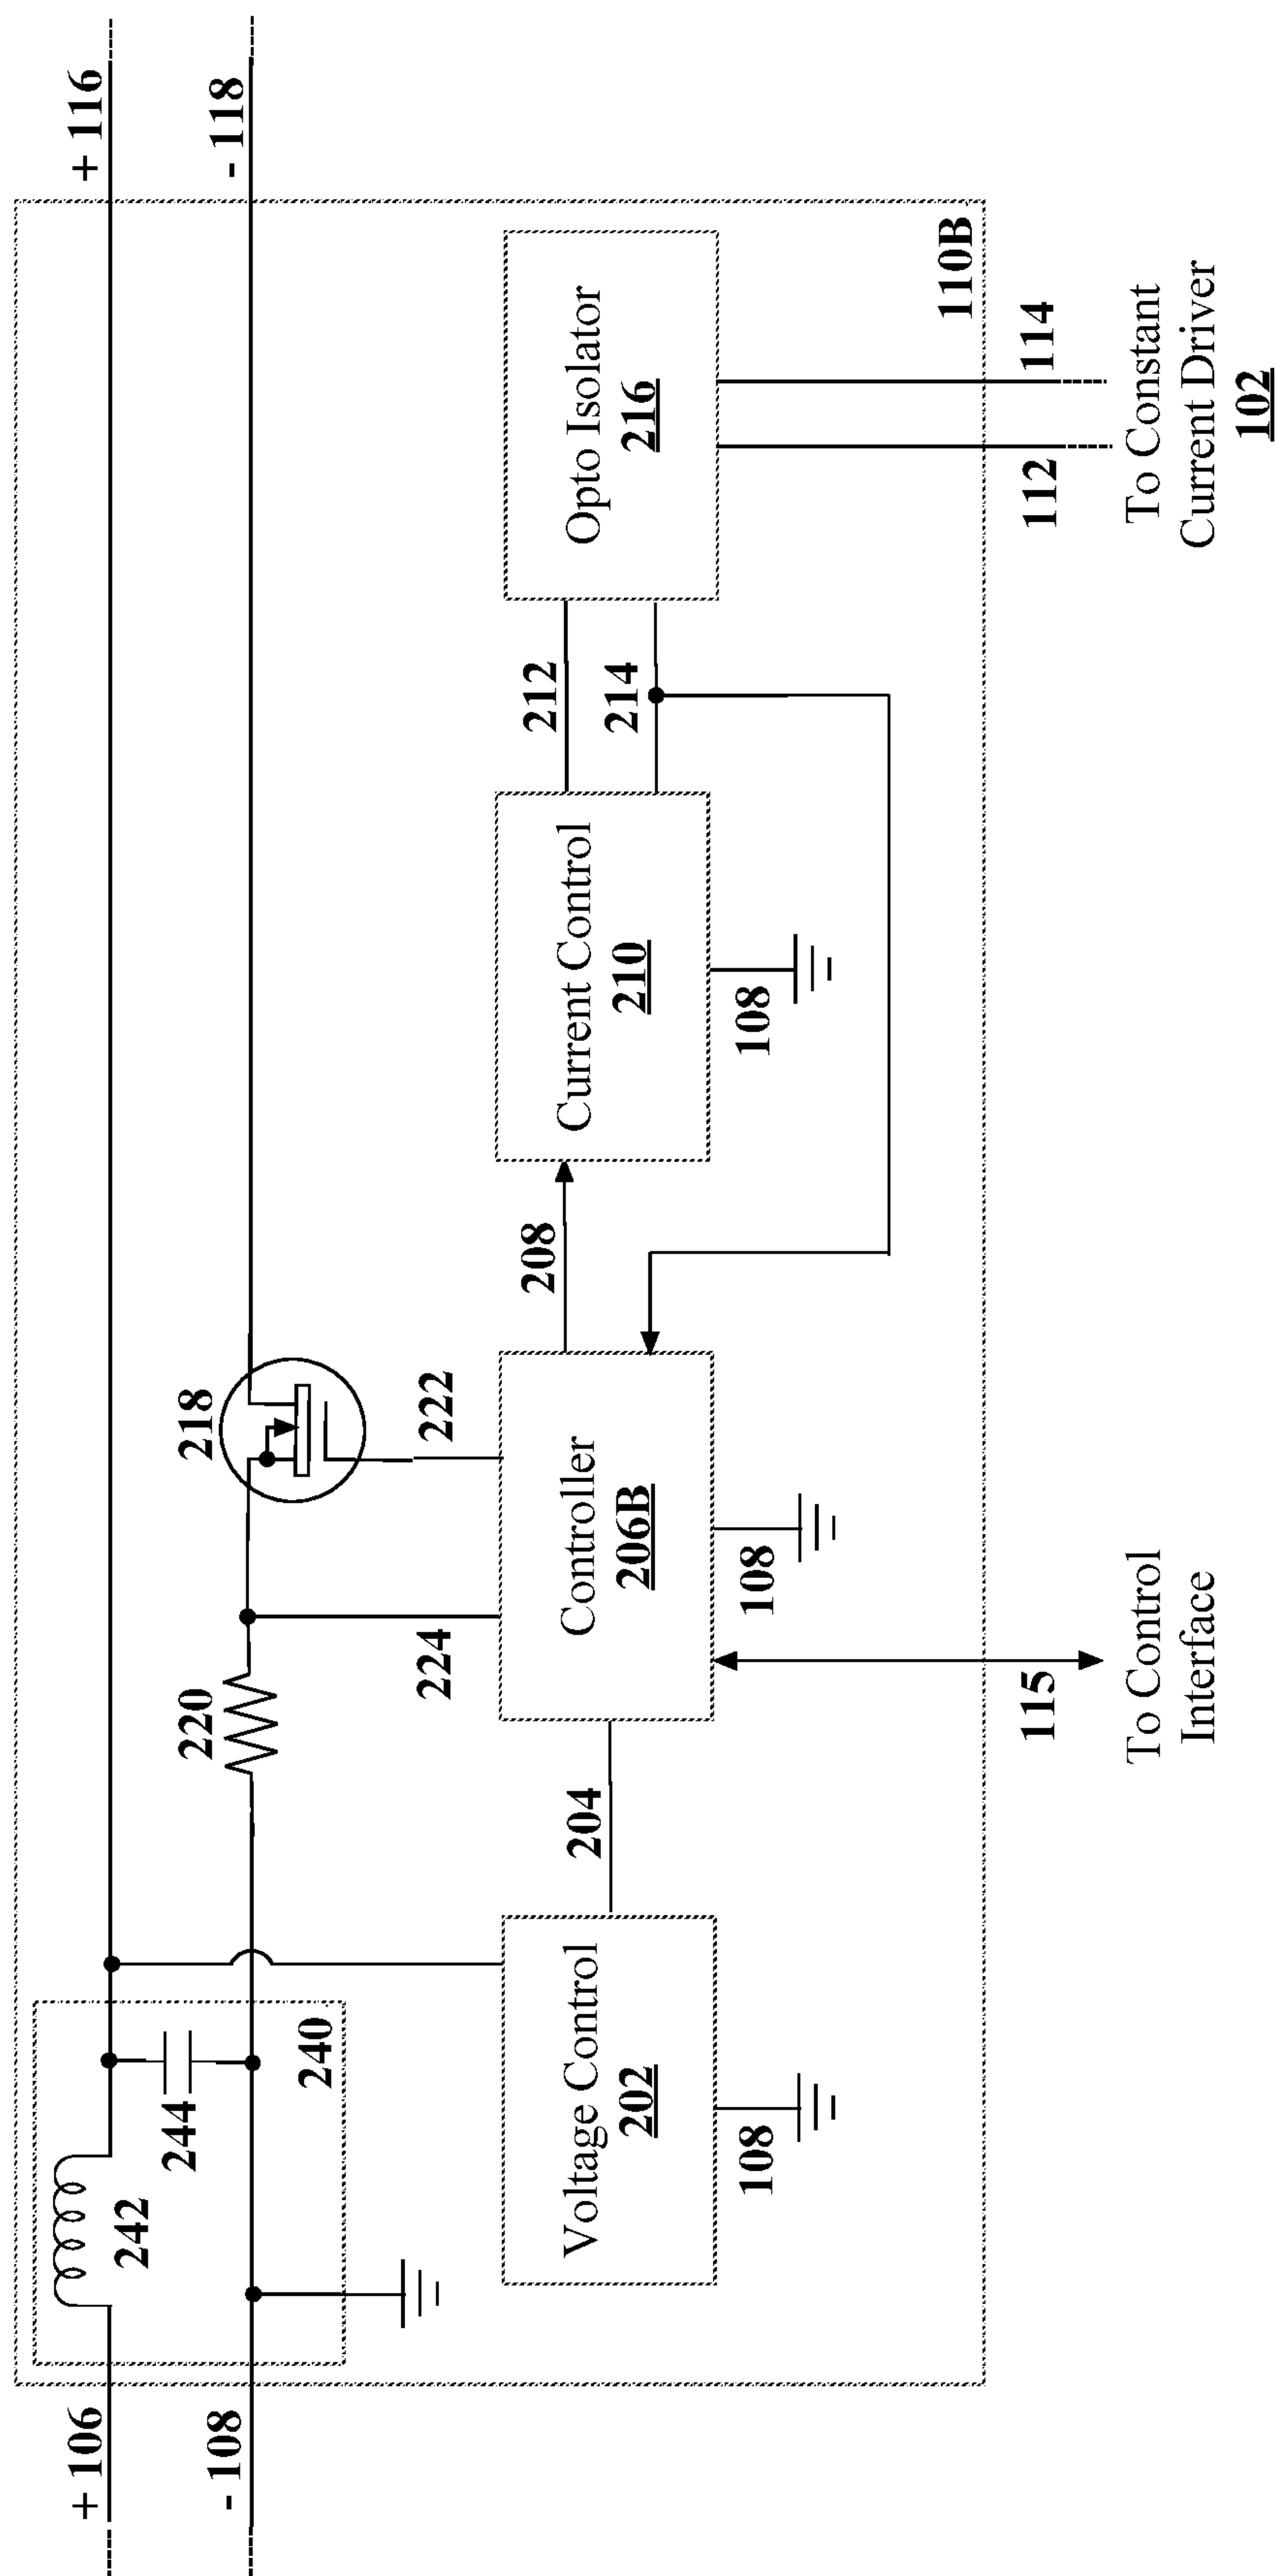 + 106
- 108
+ 116
- 118
242
244
240
220
218
224
222
Voltage Control
202
108
204
Controller
206B
108
115
To Control
Interface
208
Current Control
210
108
212
214
Opto Isolator
216
110B
112
114
To Constant
Current Driver
102